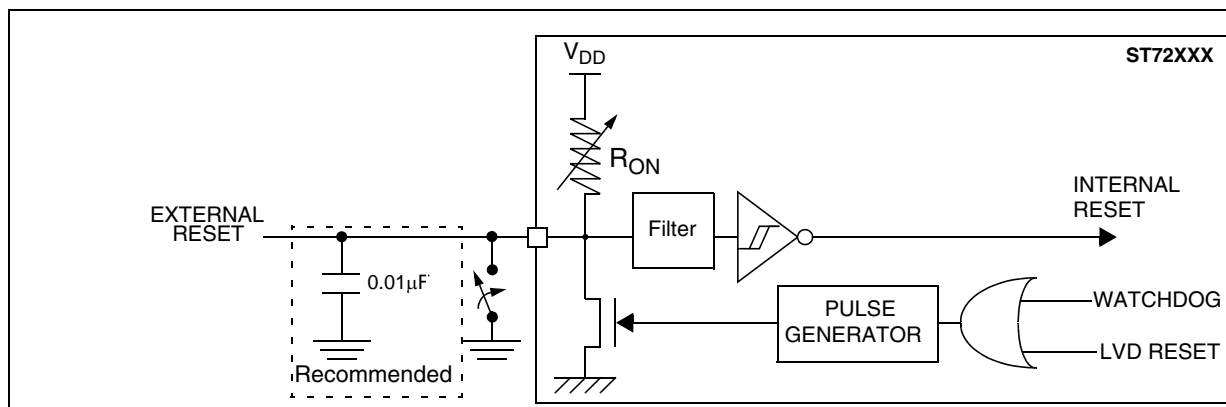 ST72XXX
VDD
RON
INTERNAL
RESET
EXTERNAL
RESET
Filter
0.01μF
PULSE
GENERATOR
WATCHDOG
LVD RESET
Recommended